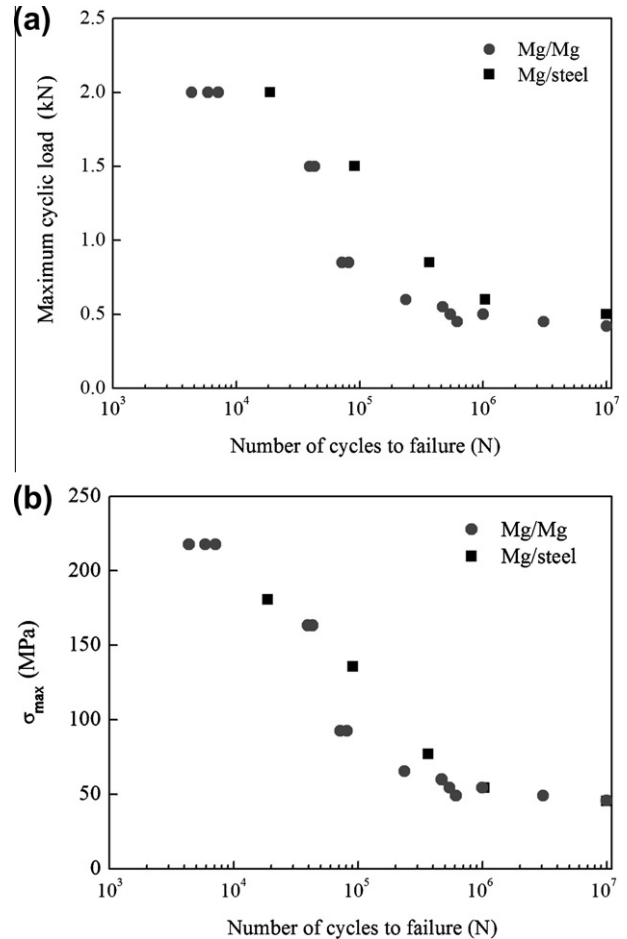 (a)
2.5
2.0
1.5
1.0
0.5
0.0
Maximum cyclic load (kN)
Mg/Mg
Mg/steel
10³ 10⁴ 10⁵ 10⁶ 10⁷
Number of cycles to failure (N)
(b)
250
200
150
100
50
0
σmax (MPa)
Mg/Mg
Mg/steel
10³ 10⁴ 10⁵ 10⁶ 10⁷
Number of cycles to failure (N)